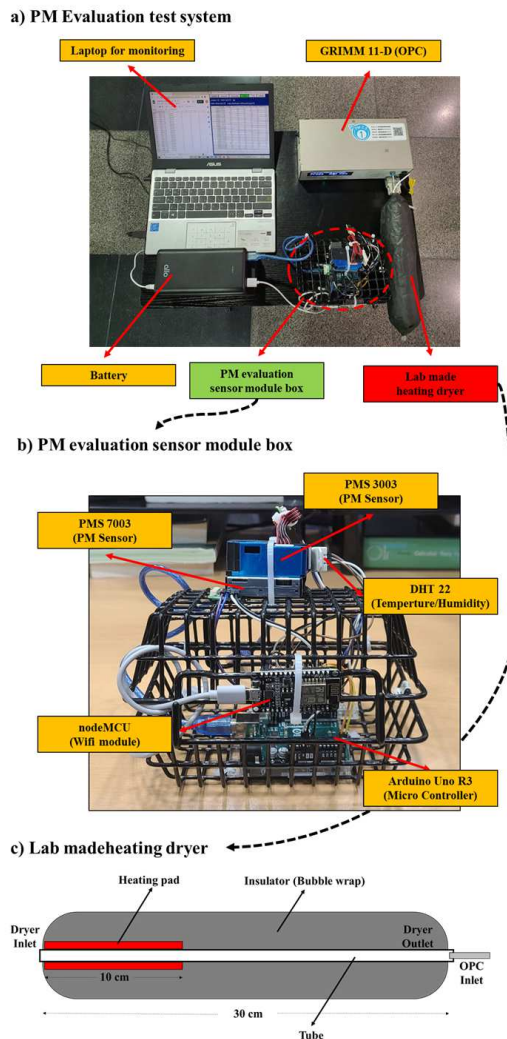 a) PM Evaluation test system
Laptop for monitoring
GRIMM 11-D (OPC)
ASUS
Battery
PM evaluation
sensor module box
Lab made
heating dryer
b) PM evaluation sensor module box
PMS 3003
(PM Sensor)
PMS 7003
(PM Sensor)
DHT 22
(Temperture/Humidity)
nodeMCU
(Wifi module)
Arduino Uno R3
(Micro Controller)
c) Lab madeheating dryer
Heating pad
Insulator (Bubble wrap)
Dryer
Inlet
Dryer
Outlet
10 cm
OPC
Inlet
30 cm
Tube